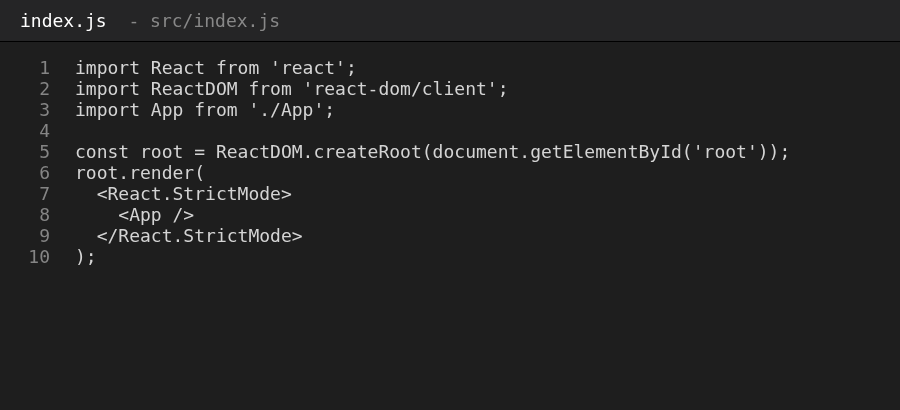 index.js - src/index.js
1 import React from 'react';
2 import ReactDOM from 'react-dom/client';
3 import App from './App';
4
5 const root = ReactDOM.createRoot(document.getElementById('root'));
6 root.render(
7   <React.StrictMode>
8     <App />
9   </React.StrictMode>
10 );